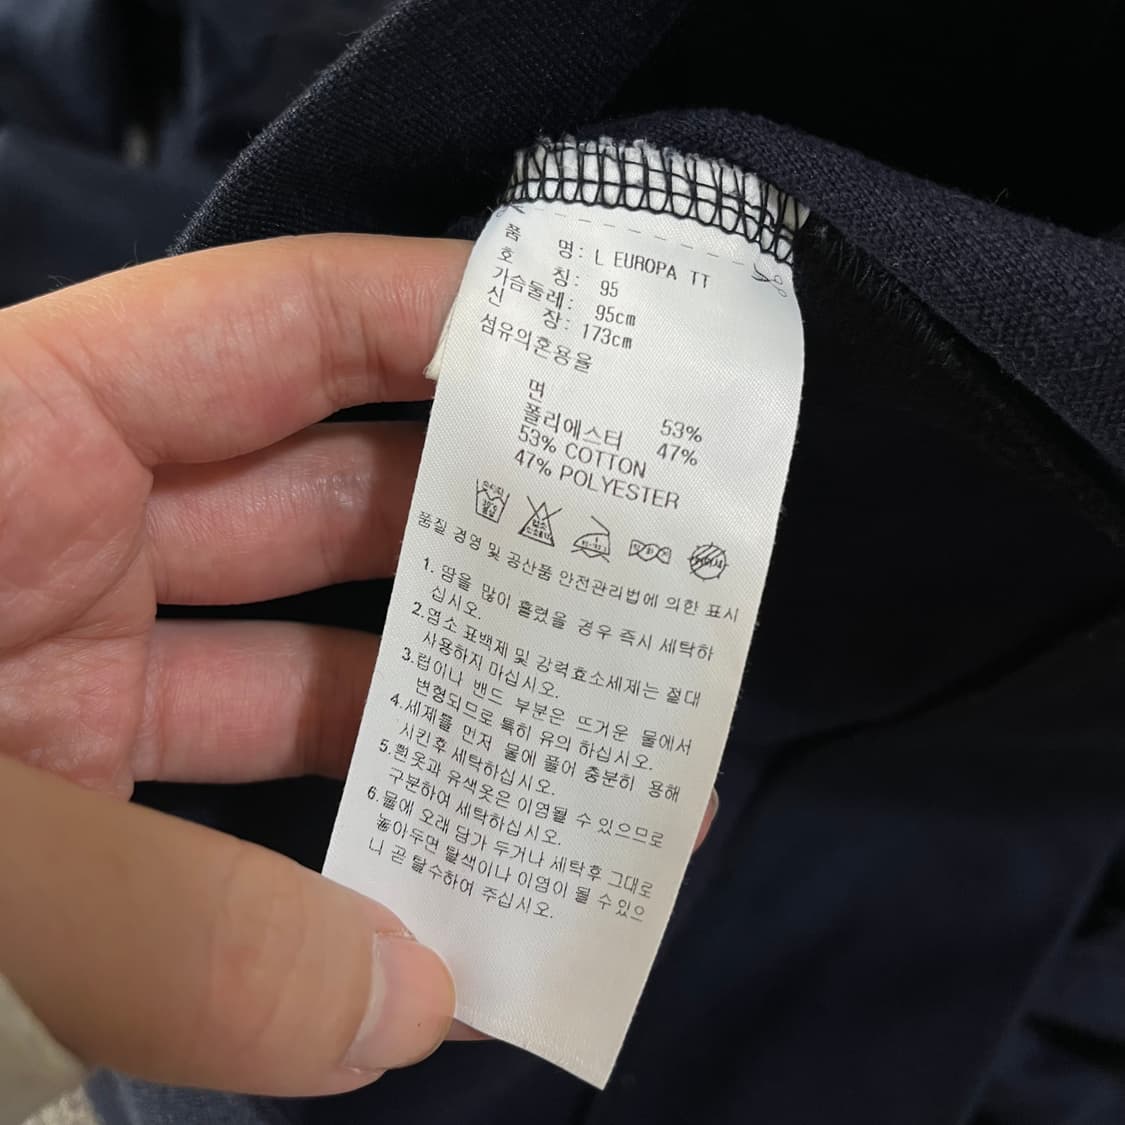 품 명: L EUROPA TT
호 칭: 95
가슴둘레: 95cm
신 장: 173cm
섬유의혼용율
면 53%
폴리에스터 47%
53% COTTON
47% POLYESTER
품질 경영 및 공산품 안전관리법에 의한 표시
1. 땀을 많이 흘렸을 경우 즉시 세탁하
십시오.
2.염소 표백제 및 강력효소세제는 절대
사용하지 마십시오.
3.립이나 밴드 부분은 뜨거운 물에서
변형되므로 특히 유의 하십시오.
4.세제를 먼저 물에 풀어 충분히 용해
시킨후 세탁하십시오.
5.흰옷과 유색옷은 이염될 수 있으므로
구분하여 세탁하십시오.
6.물에 오래 담가 두거나 세탁후 그대로
놓아두면 탈색이나 이염이 될 수 있으
니 곧 탈수하여 주십시오.